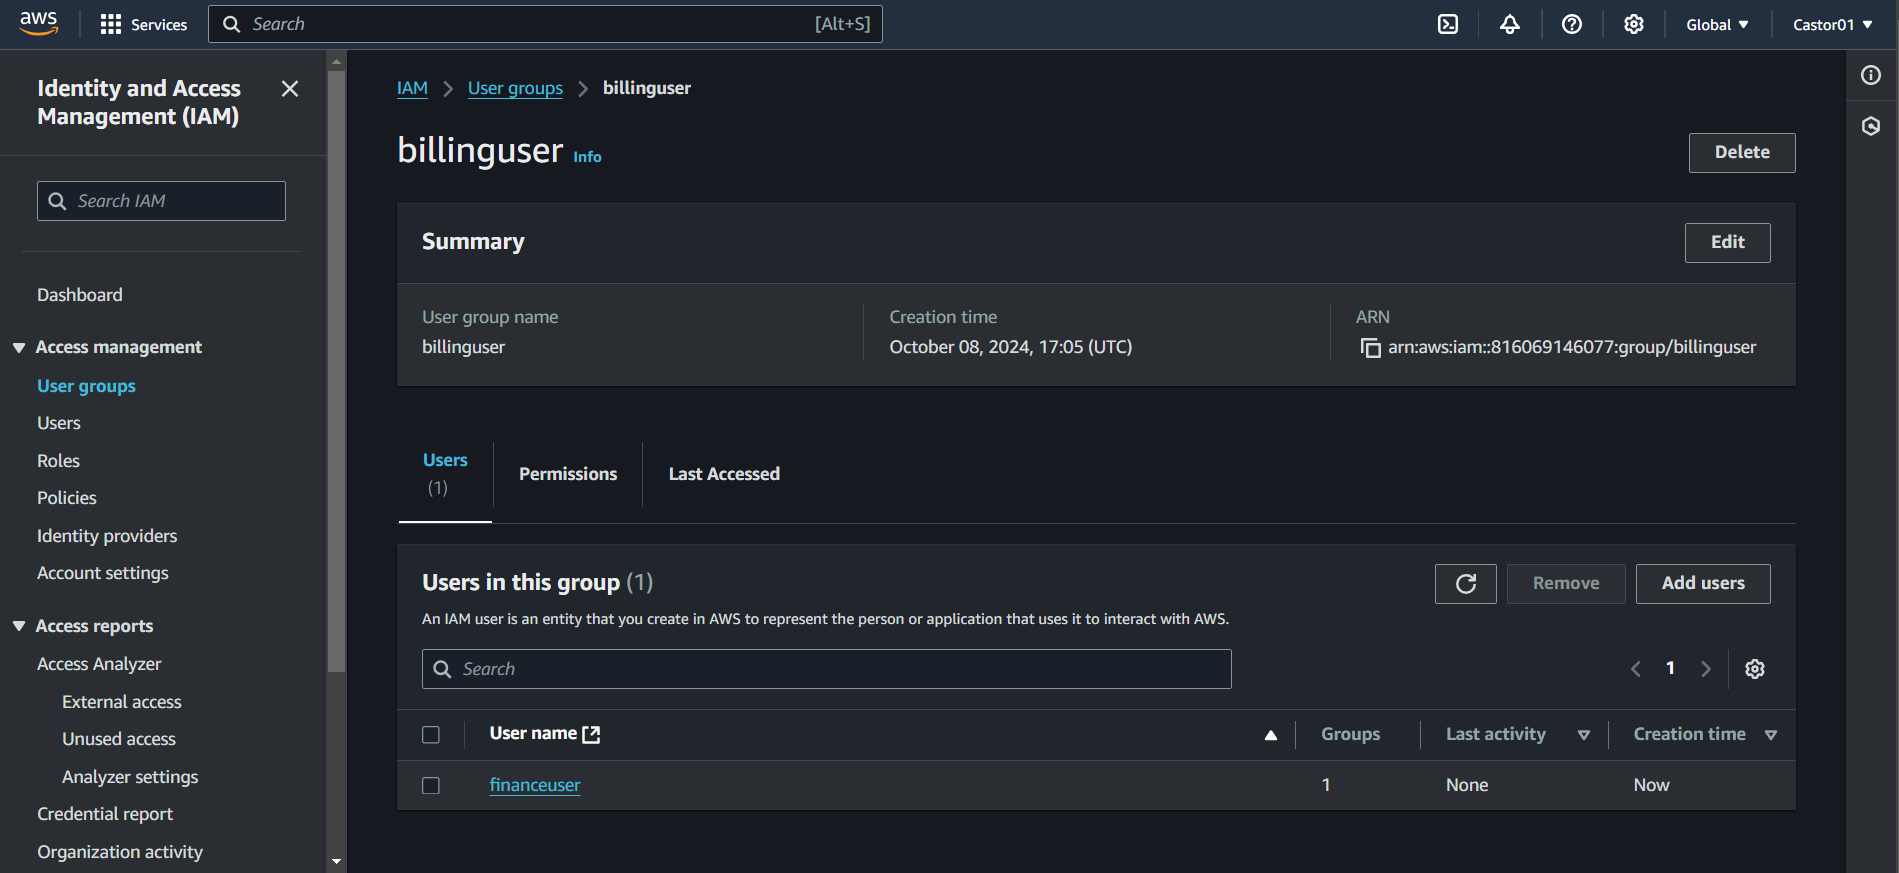 aws
Services
Search [Alt+S]
Global
Castor01
Identity and Access
Management (IAM)
Search IAM
Dashboard
Access management
User groups
Users
Roles
Policies
Identity providers
Account settings
Access reports
Access Analyzer
External access
Unused access
Analyzer settings
Credential report
Organization activity
IAM > User groups > billinguser
billinguser Info
Delete
Summary
Edit
User group name
billinguser
Creation time
October 08, 2024, 17:05 (UTC)
ARN
arn:aws:iam::816069146077:group/billinguser
Users
(1)
Permissions
Last Accessed
Users in this group (1)
Remove
Add users
An IAM user is an entity that you create in AWS to represent the person or application that uses it to interact with AWS.
Search
1
User name Groups Last activity Creation time
financeuser 1 None Now